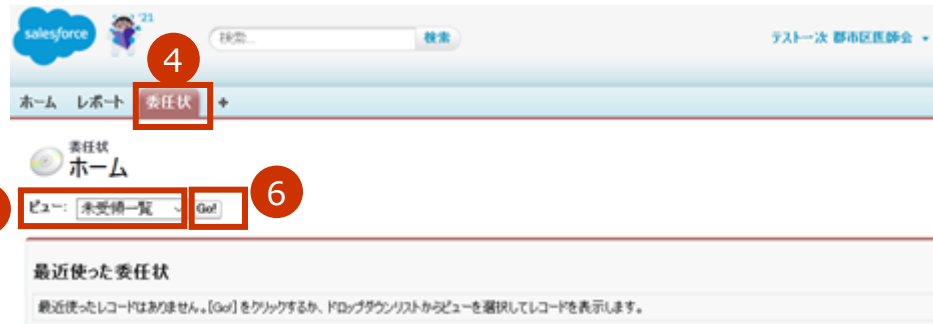 salesforce
'21
検索...
検索
テスト一次 郡市区医師会
4
ホーム レポート 委任状 +
委任状
ホーム
ビュー: 未受領一覧 Go!
6
最近使った委任状
最近使ったレコードはありません。[Go!] をクリックするか、ドロップダウンリストからビューを選択してレコードを表示します。